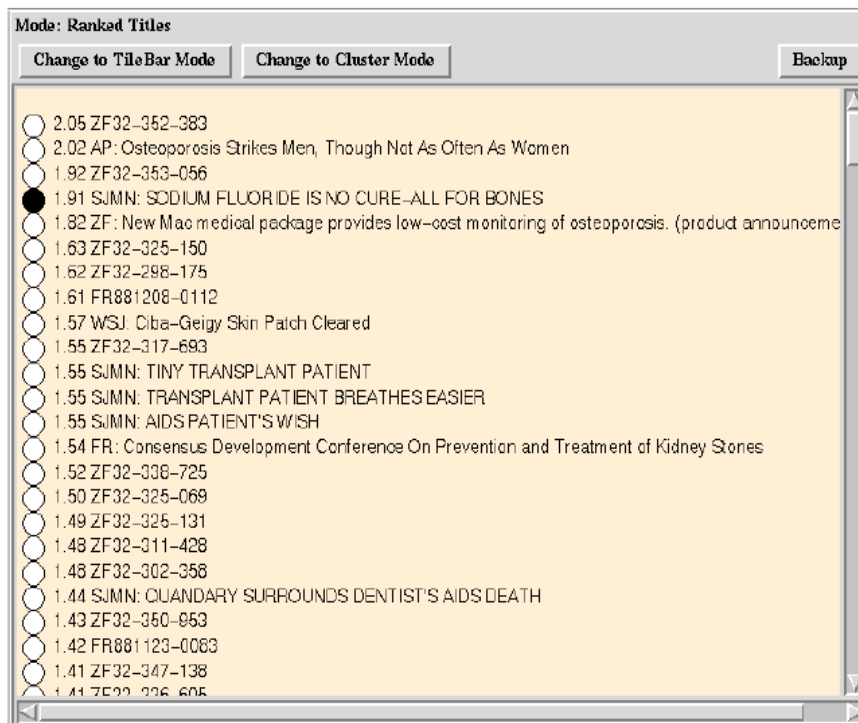 Mode: Ranked Titles
Change to TileBar Mode Change to Cluster Mode Backup
2.05 ZF32-352-383
2.02 AP: Osteoporosis Strikes Men, Though Not As Often As Women
1.92 ZF32-353-056
1.91 SJMN: SODIUM FLUORIDE IS NO CURE-ALL FOR BONES
1.82 ZF: New Mac medical package provides low-cost monitoring of osteoporosis. (product announceme
1.63 ZF32-325-150
1.62 ZF32-298-175
1.61 FR881208-0112
1.57 WSJ: Ciba-Geigy Skin Patch Cleared
1.55 ZF32-317-693
1.55 SJMN: TINY TRANSPLANT PATIENT
1.55 SJMN: TRANSPLANT PATIENT BREATHES EASIER
1.55 SJMN: AIDS PATIENT'S WISH
1.54 FR: Consensus Development Conference On Prevention and Treatment of Kidney Stones
1.52 ZF32-338-725
1.50 ZF32-325-069
1.49 ZF32-325-131
1.48 ZF32-311-428
1.48 ZF32-302-358
1.44 SJMN: QUANDARY SURROUNDS DENTIST'S AIDS DEATH
1.43 ZF32-350-953
1.42 FR881123-0083
1.41 ZF32-347-138
1.41